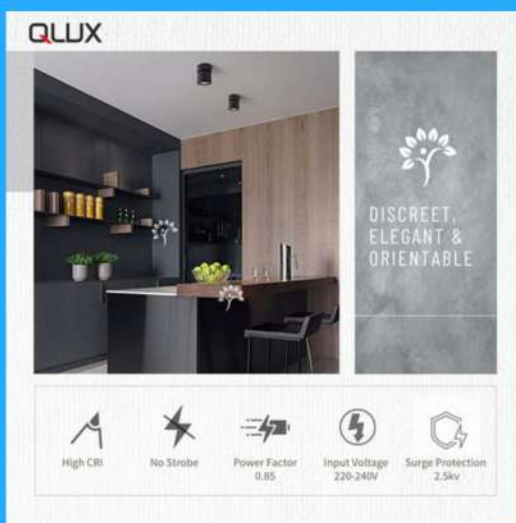 QLUX
DISCREET,
ELEGANT &
ORIENTABLE
High CRI
No Strobe
Power Factor
0.85
Input Voltage
220-240V
Surge Protection
2.5kv